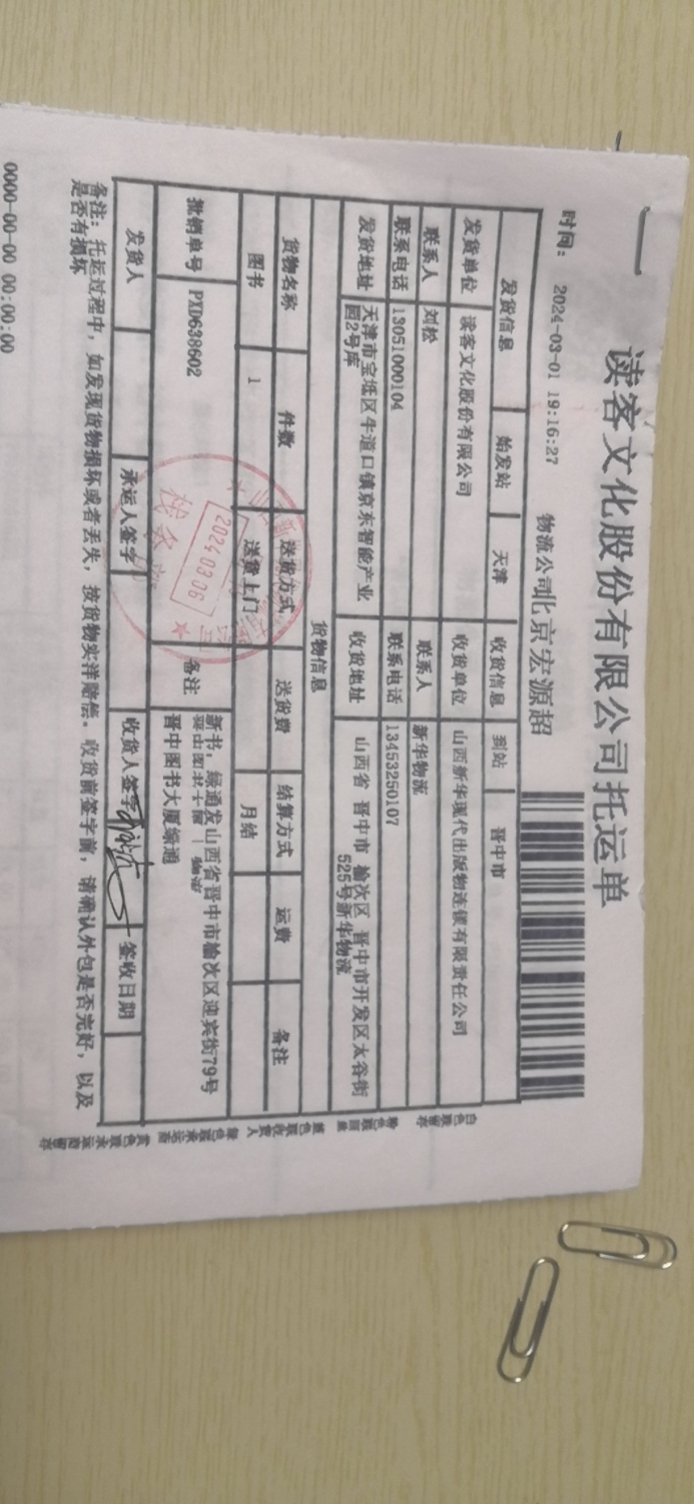 读客文化股份有限公司托运单
时间： 2024-03-01 19:16:27 物流公司北京宏源超
发货信息 始发站 天津 收货信息 到站 晋中市
发货单位 读客文化股份有限公司 收货单位 山西新华现代出版物连锁有限责任公司
联系人 刘松 联系人 新华物流
联系电话 13051000104 联系电话 13453250107
发货地址 天津市宝坻区牛道口镇京东智能产业园2号库 收货地址 山西省 晋中市 榆次区 晋中市开发区太谷街525号新华物流
货物信息
货物名称 件数 送货方式 送货费 结算方式 运费 备注
图书 1 送货上门 月结
批销单号 PXD638602 备注 新书，绿通发山西省晋中市榆次区迎宾街79号
晋中图书大厦绿通
发货人 承运人签字 收货人签字 签收日期
备注：托运过程中，如发现货物损坏或者丢失，按货物实洋赔偿。收货前签字前，请确认外包是否完好，以及
是否有损坏
20240306
0000-00-00 00:00:00